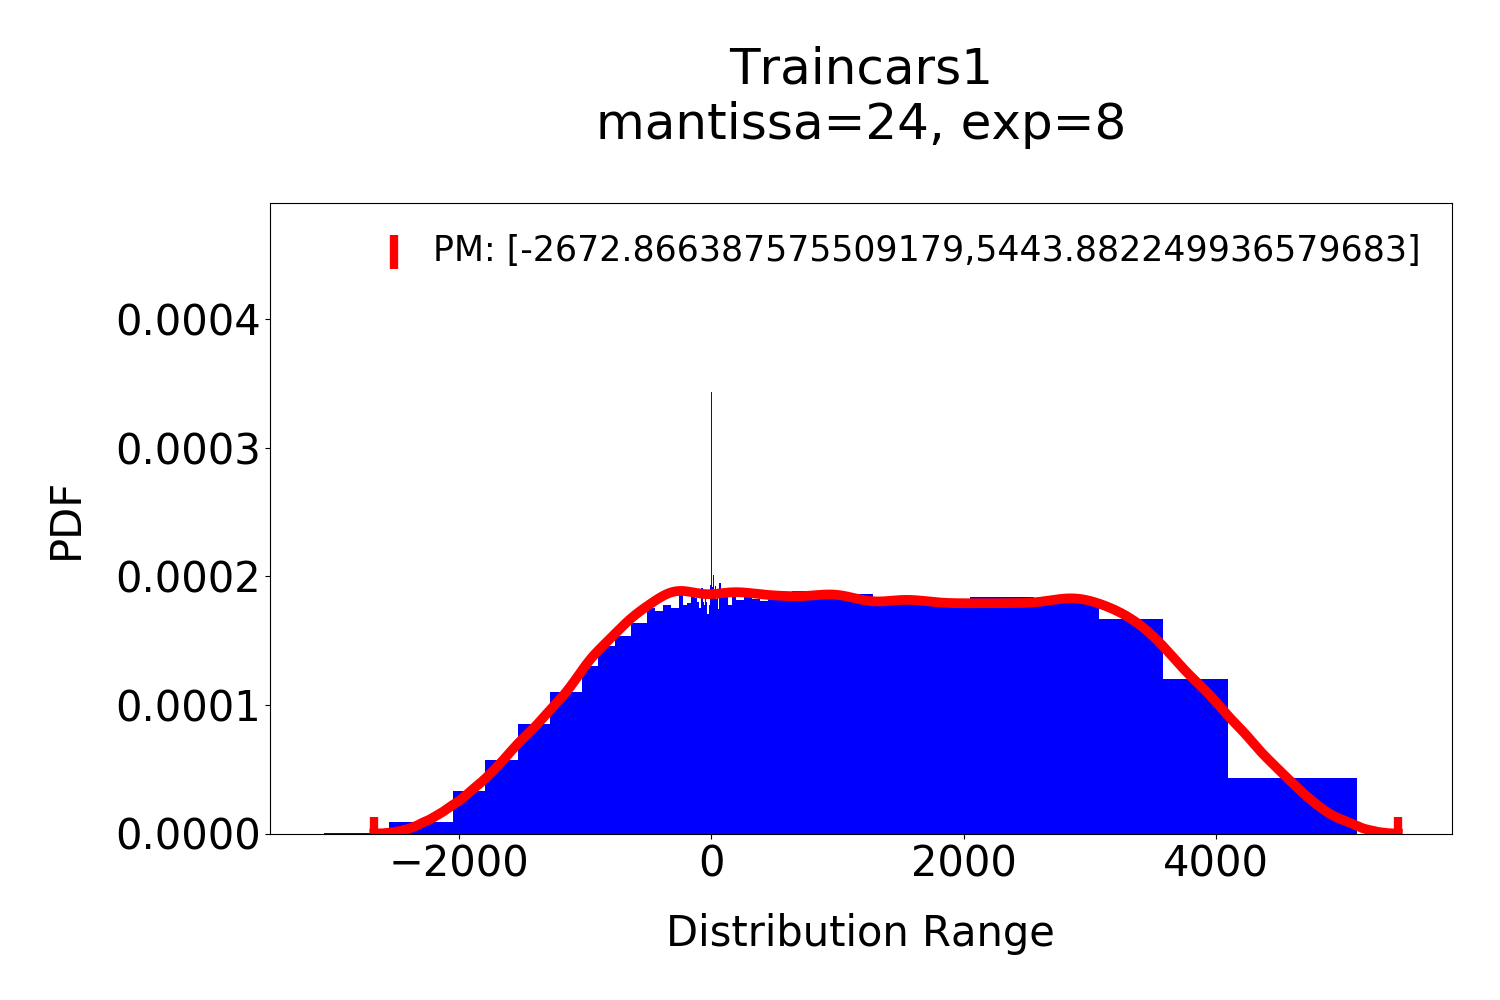 Traincars1
mantissa=24, exp=8
PM: [-2672.866387575509179,5443.882249936579683]
0.0004
0.0003
0.0002
0.0001
0.0000
PDF
−2000
0
2000
4000
Distribution Range